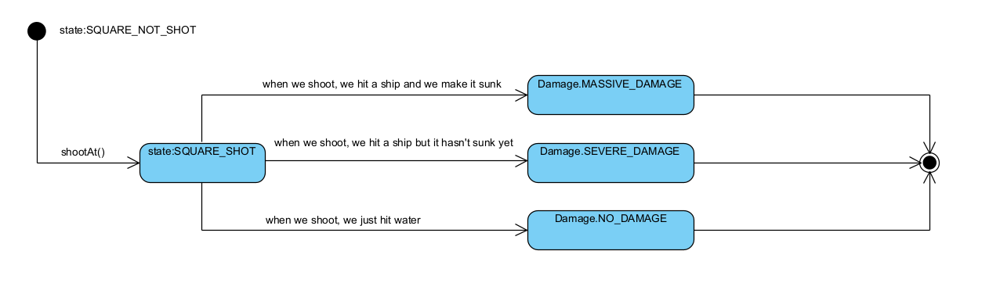 state:SQUARE_NOT_SHOT
when we shoot, we hit a ship and we make it sunk
Damage.MASSIVE_DAMAGE
shootAt()
state:SQUARE_SHOT
when we shoot, we hit a ship but it hasn't sunk yet
Damage.SEVERE_DAMAGE
when we shoot, we just hit water
Damage.NO_DAMAGE